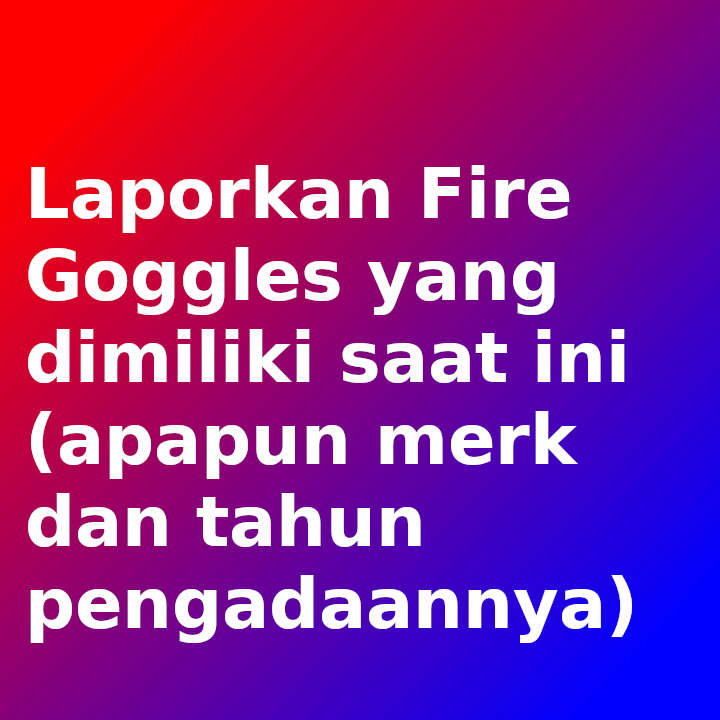 Laporkan Fire
Goggles yang
dimiliki saat ini
(apapun merk
dan tahun
pengadaannya)